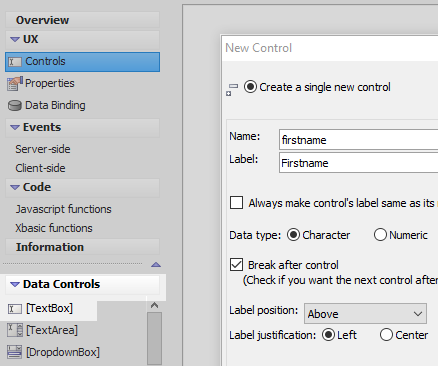 Overview
UX
Controls
Properties
Data Binding
Events
Server-side
Client-side
Code
Javascript functions
Xbasic functions
Information
Data Controls
[TextBox]
[TextArea]
[DropdownBox]
New Control
Create a single new control
Name: firstname
Label: Firstname
Always make control's label same as its
Data type: Character Numeric
Break after control
(Check if you want the next control after
Label position: Above
Label justification: Left Center